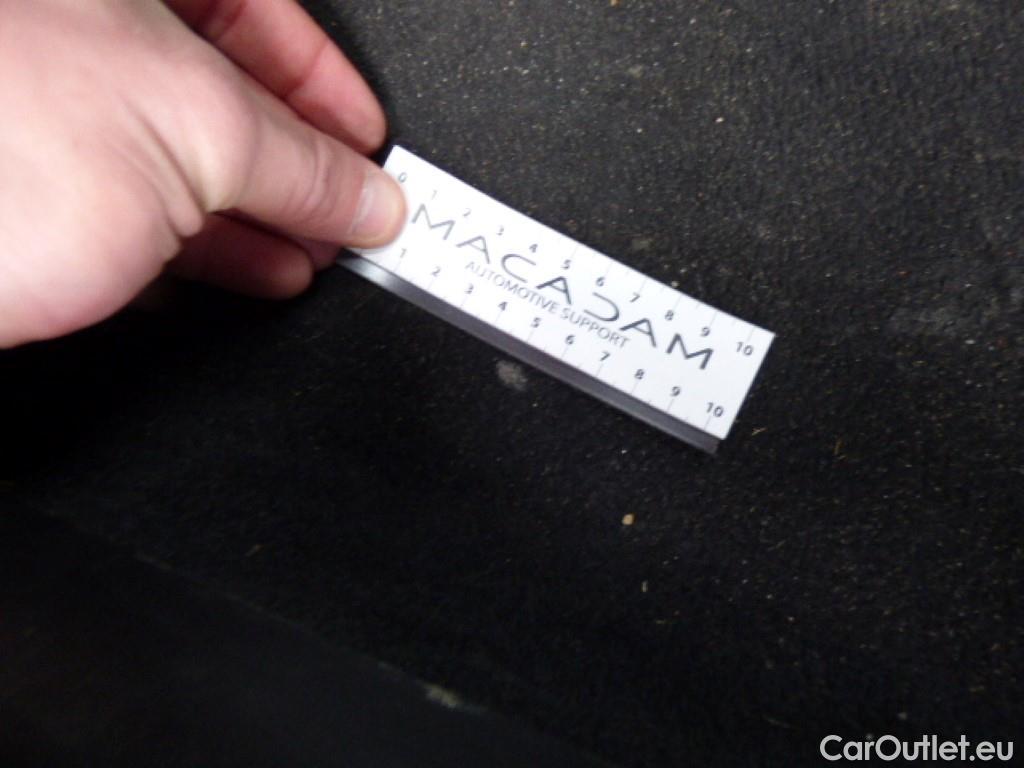 0 1 2 3 4 5 6 7 8 9 10
MACADAM
AUTOMOTIVE SUPPORT
1 2 3 4 5 6 7 8 9 10
CarOutlet.eu